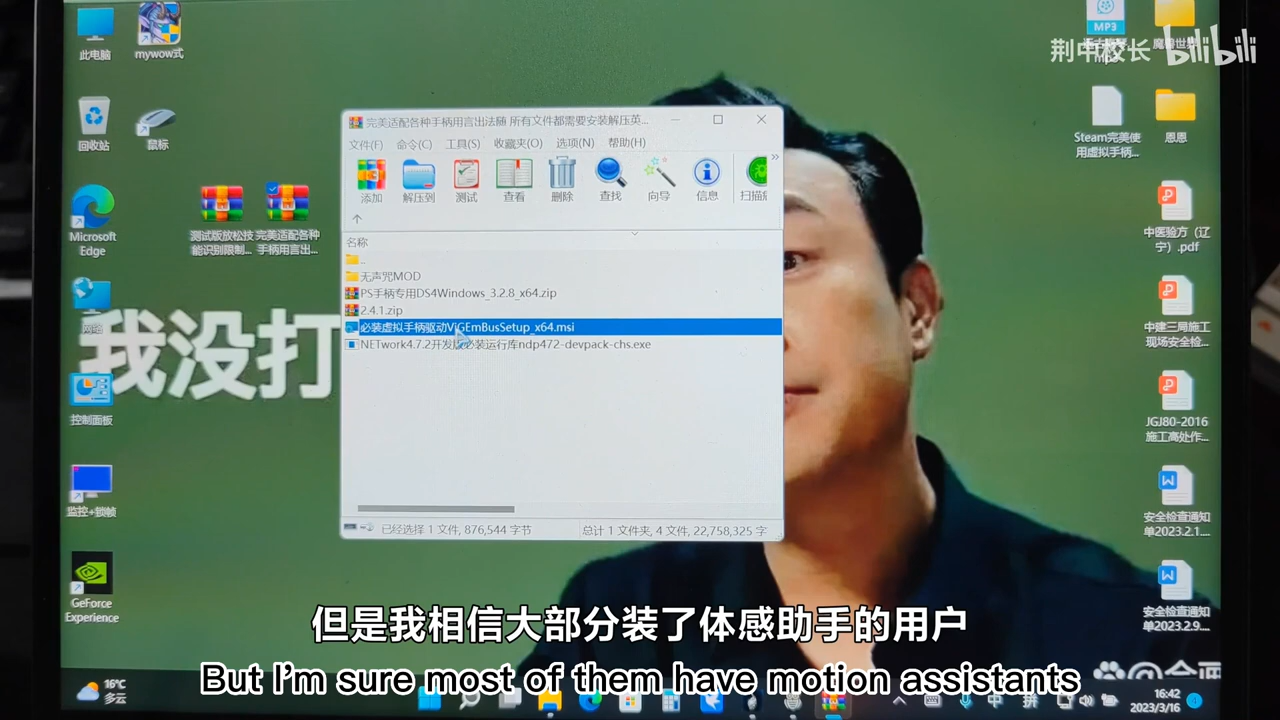 此电脑
mywow式
回收站
鼠标
Microsoft
Edge
测试版放松技
能识别限制...
完美适配各种
手柄用言出...
网络
我没打
控制面板
监控+锁帧
GeForce
Experience
完美适配各种手柄用言出法随 所有文件都需要安装解压英...
文件(F) 命令(C) 工具(S) 收藏夹(O) 选项(N) 帮助(H)
添加 解压到 测试 查看 删除 查找 向导 信息
名称
..
无声咒MOD
PS手柄专用DS4Windows_3.2.8_x64.zip
2.4.1.zip
必装虚拟手柄驱动ViGEmBusSetup_x64.msi
NETwork4.7.2开发版必装运行库ndp472-devpack-chs.exe
已经选择 1 文件, 876,544 字节
总计 1 文件夹, 4 文件, 22,758,325 字
MP3
荆中校长 bilibili
Steam完美使
用虚拟手柄...
恩恩
中医验方（辽
宁）.pdf
中建三局施工
现场安全检...
JGJ80-2016
施工高处作...
安全检查通知
单2023.2.1....
安全检查通知
单2023.2.9....
但是我相信大部分装了体感助手的用户
But I'm sure most of them have motion assistants
16℃
多云
中
拼
16:42
2023/3/16